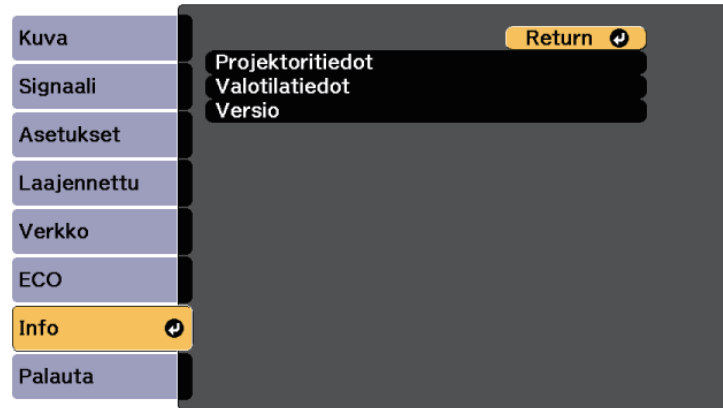 Kuva
Signaali
Asetukset
Laajennettu
Verkko
ECO
Info
Palauta
Return
Projektoritiedot
Valotilatiedot
Versio